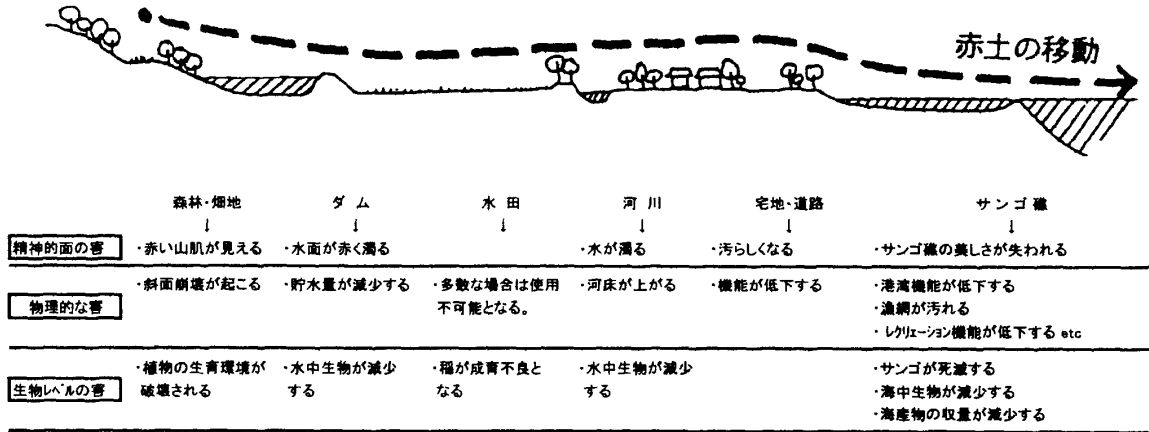 赤土の移動
森林・畑地 ダム 水田 河川 宅地・道路 サンゴ礁
↓ ↓ ↓ ↓ ↓ ↓
精神的面の害 ・赤い山肌が見える ・水面が赤く濁る ・水が濁る ・汚らしくなる ・サンゴ礁の美しさが失われる
物理的な害 ・斜面崩壊が起こる ・貯水量が減少する ・多散な場合は使用 ・河床が上がる ・機能が低下する ・港湾機能が低下する
不可能となる。 ・漁網が汚れる
・レクリェーション機能が低下する etc
生物レベルの害 ・植物の生育環境が ・水中生物が減少 ・稲が成育不良と ・水中生物が減少 ・サンゴが死滅する
破壊される する なる する ・海中生物が減少する
・海産物の収量が減少する